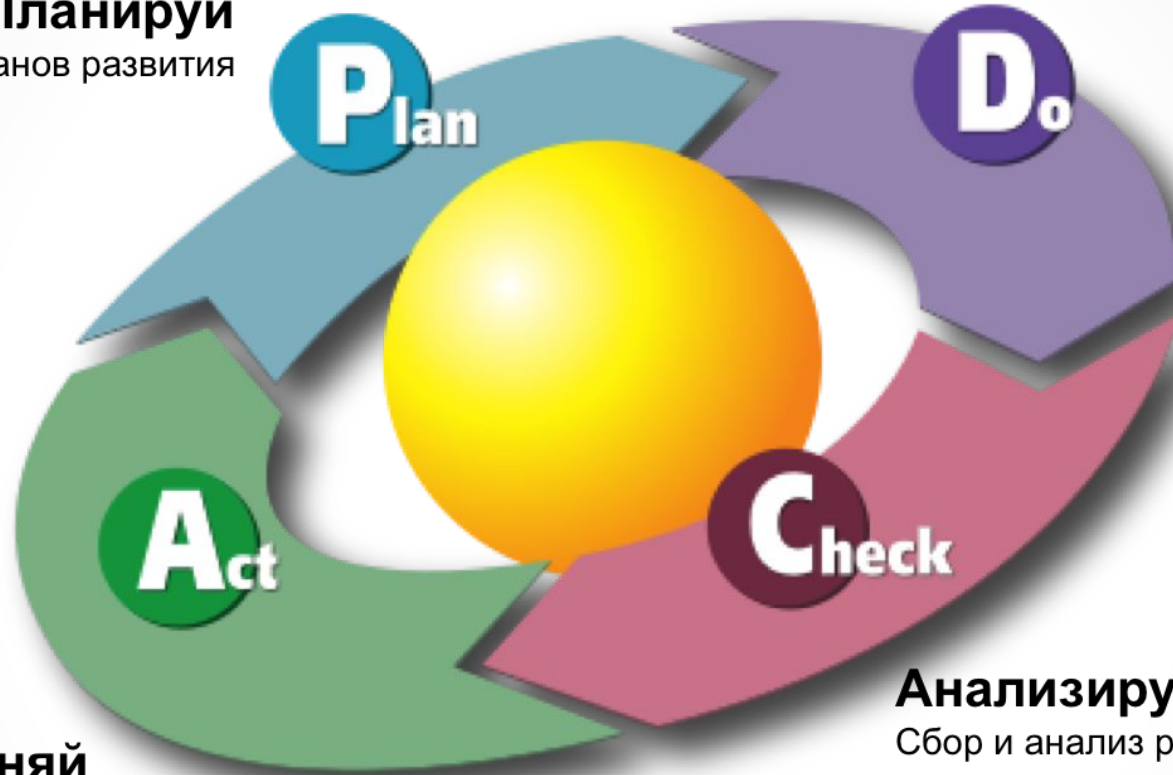 Планируй
анов развития
Plan
Do
Act
Check
Анализиру
Сбор и анализ р
няй